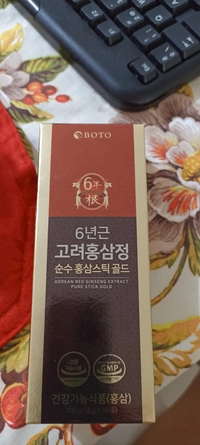 BOTO
6年
根
6년근
고려홍삼정
순수 홍삼스틱 골드
KOREAN RED GINSENG EXTRACT
PURE STICK GOLD
GMP
건강기능식품(홍삼)